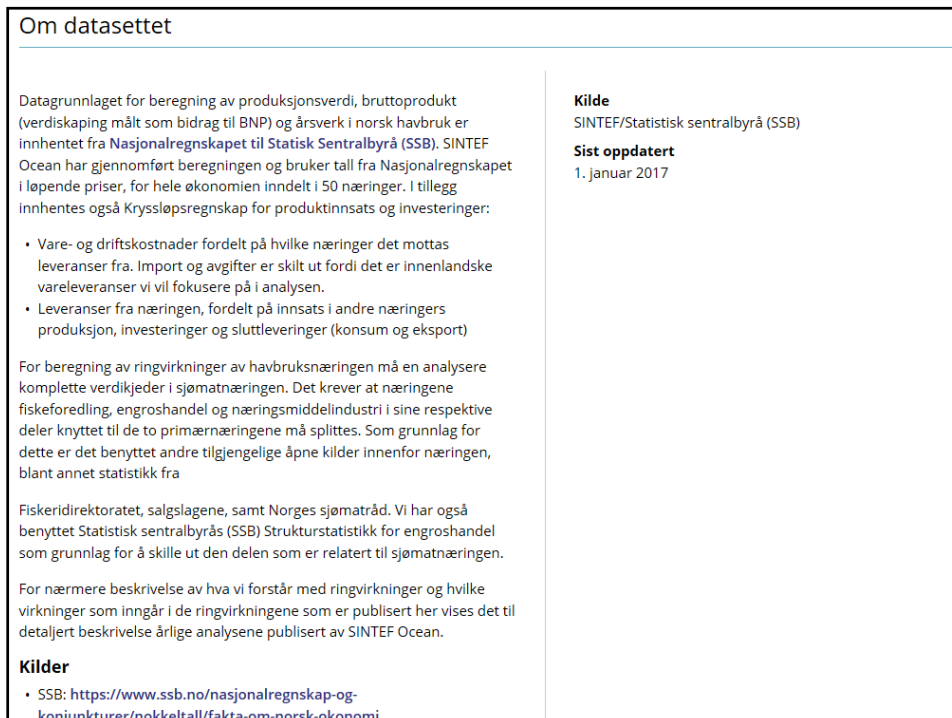 Om datasettet
Datagrunnlaget for beregning av produksjonsverdi, bruttoprodukt
(verdiskaping målt som bidrag til BNP) og årsverk i norsk havbruk er
innhentet fra Nasjonalregnskapet til Statisk Sentralbyrå (SSB). SINTEF
Ocean har gjennomført beregningen og bruker tall fra Nasjonalregnskapet
i løpende priser, for hele økonomien inndelt i 50 næringer. I tillegg
innhentes også Kryssløpsregnskap for produktinnsats og investeringer:
• Vare- og driftskostnader fordelt på hvilke næringer det mottas
leveranser fra. Import og avgifter er skilt ut fordi det er innenlandske
vareleveranser vi vil fokusere på i analysen.
• Leveranser fra næringen, fordelt på innsats i andre næringers
produksjon, investeringer og sluttleveringer (konsum og eksport)
For beregning av ringvirkninger av havbruksnæringen må en analysere
komplette verdikjeder i sjømatnæringen. Det krever at næringene
fiskeforedling, engroshandel og næringsmiddelindustri i sine respektive
deler knyttet til de to primærnæringene må splittes. Som grunnlag for
dette er det benyttet andre tilgjengelige åpne kilder innenfor næringen,
blant annet statistikk fra
Fiskeridirektoratet, salgslagene, samt Norges sjømatråd. Vi har også
benyttet Statistisk sentralbyrås (SSB) Strukturstatistikk for engroshandel
som grunnlag for å skille ut den delen som er relatert til sjømatnæringen.
For nærmere beskrivelse av hva vi forstår med ringvirkninger og hvilke
virkninger som inngår i de ringvirkningene som er publisert her vises det til
detaljert beskrivelse årlige analysene publisert av SINTEF Ocean.
Kilder
• SSB: https://www.ssb.no/nasjonalregnskap-og-
konjunkturer/nokkeltall/fakta-om-norsk-okonomi
Kilde
SINTEF/Statistisk sentralbyrå (SSB)
Sist oppdatert
1. januar 2017